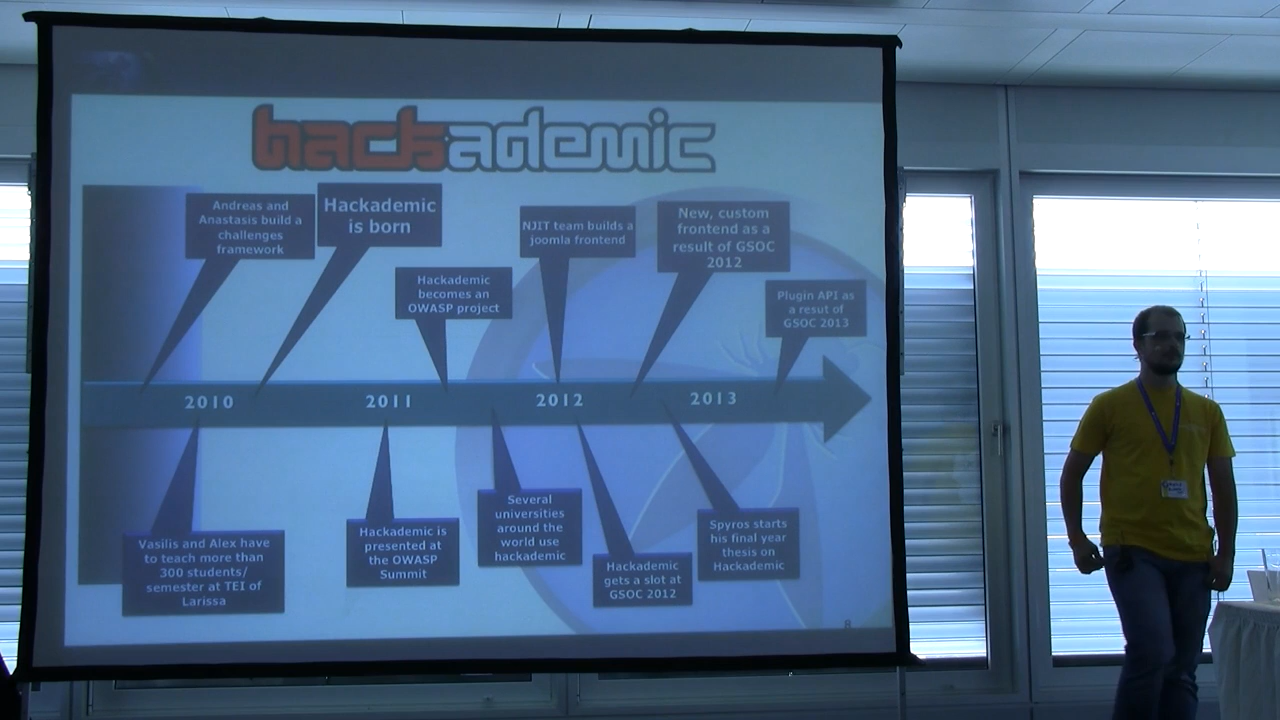 hackademic
Andreas and
Anastasis build a
challenges
framework
Hackademic
is born
Hackademic
becomes an
OWASP project
NJIT team builds a
joomla frontend
New, custom
frontend as a
result of GSOC
2012
Plugin API as
a resut of
GSOC 2013
2010
2011
2012
2013
Vasilis and Alex have
to teach more than
300 students/
semester at TEI of
Larissa
Hackademic is
presented at
the OWASP
Summit
Several
universities
around the
world use
hackademic
Hackademic
gets a slot at
GSOC 2012
Spyros starts
his final year
thesis on
Hackademic
8